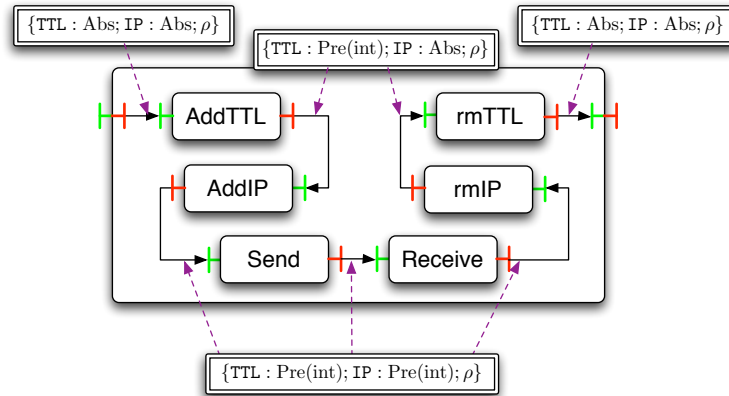 {TTL : Abs; IP : Abs; ρ}
{TTL : Pre(int); IP : Abs; ρ}
{TTL : Abs; IP : Abs; ρ}
AddTTL
rmTTL
AddIP
rmIP
Send
Receive
{TTL : Pre(int); IP : Pre(int); ρ}